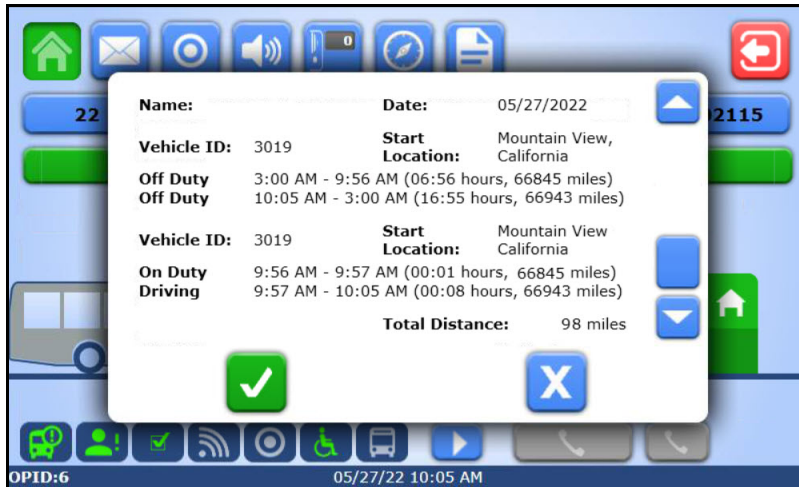 0
22
02115
Name: Date: 05/27/2022
Vehicle ID: 3019 Start Location: Mountain View, California
Off Duty 3:00 AM - 9:56 AM (06:56 hours, 66845 miles)
Off Duty 10:05 AM - 3:00 AM (16:55 hours, 66943 miles)
Vehicle ID: 3019 Start Location: Mountain View California
On Duty 9:56 AM - 9:57 AM (00:01 hours, 66845 miles)
Driving 9:57 AM - 10:05 AM (00:08 hours, 66943 miles)
Total Distance: 98 miles
X
OPID:6 05/27/22 10:05 AM